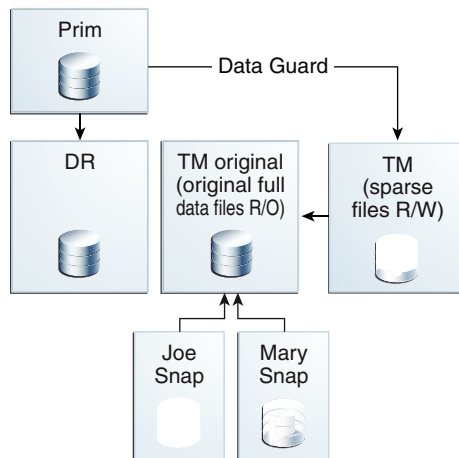 Prim
Data Guard
DR
TM original
(original full
data files R/O)
TM
(sparse
files R/W)
Joe
Snap
Mary
Snap